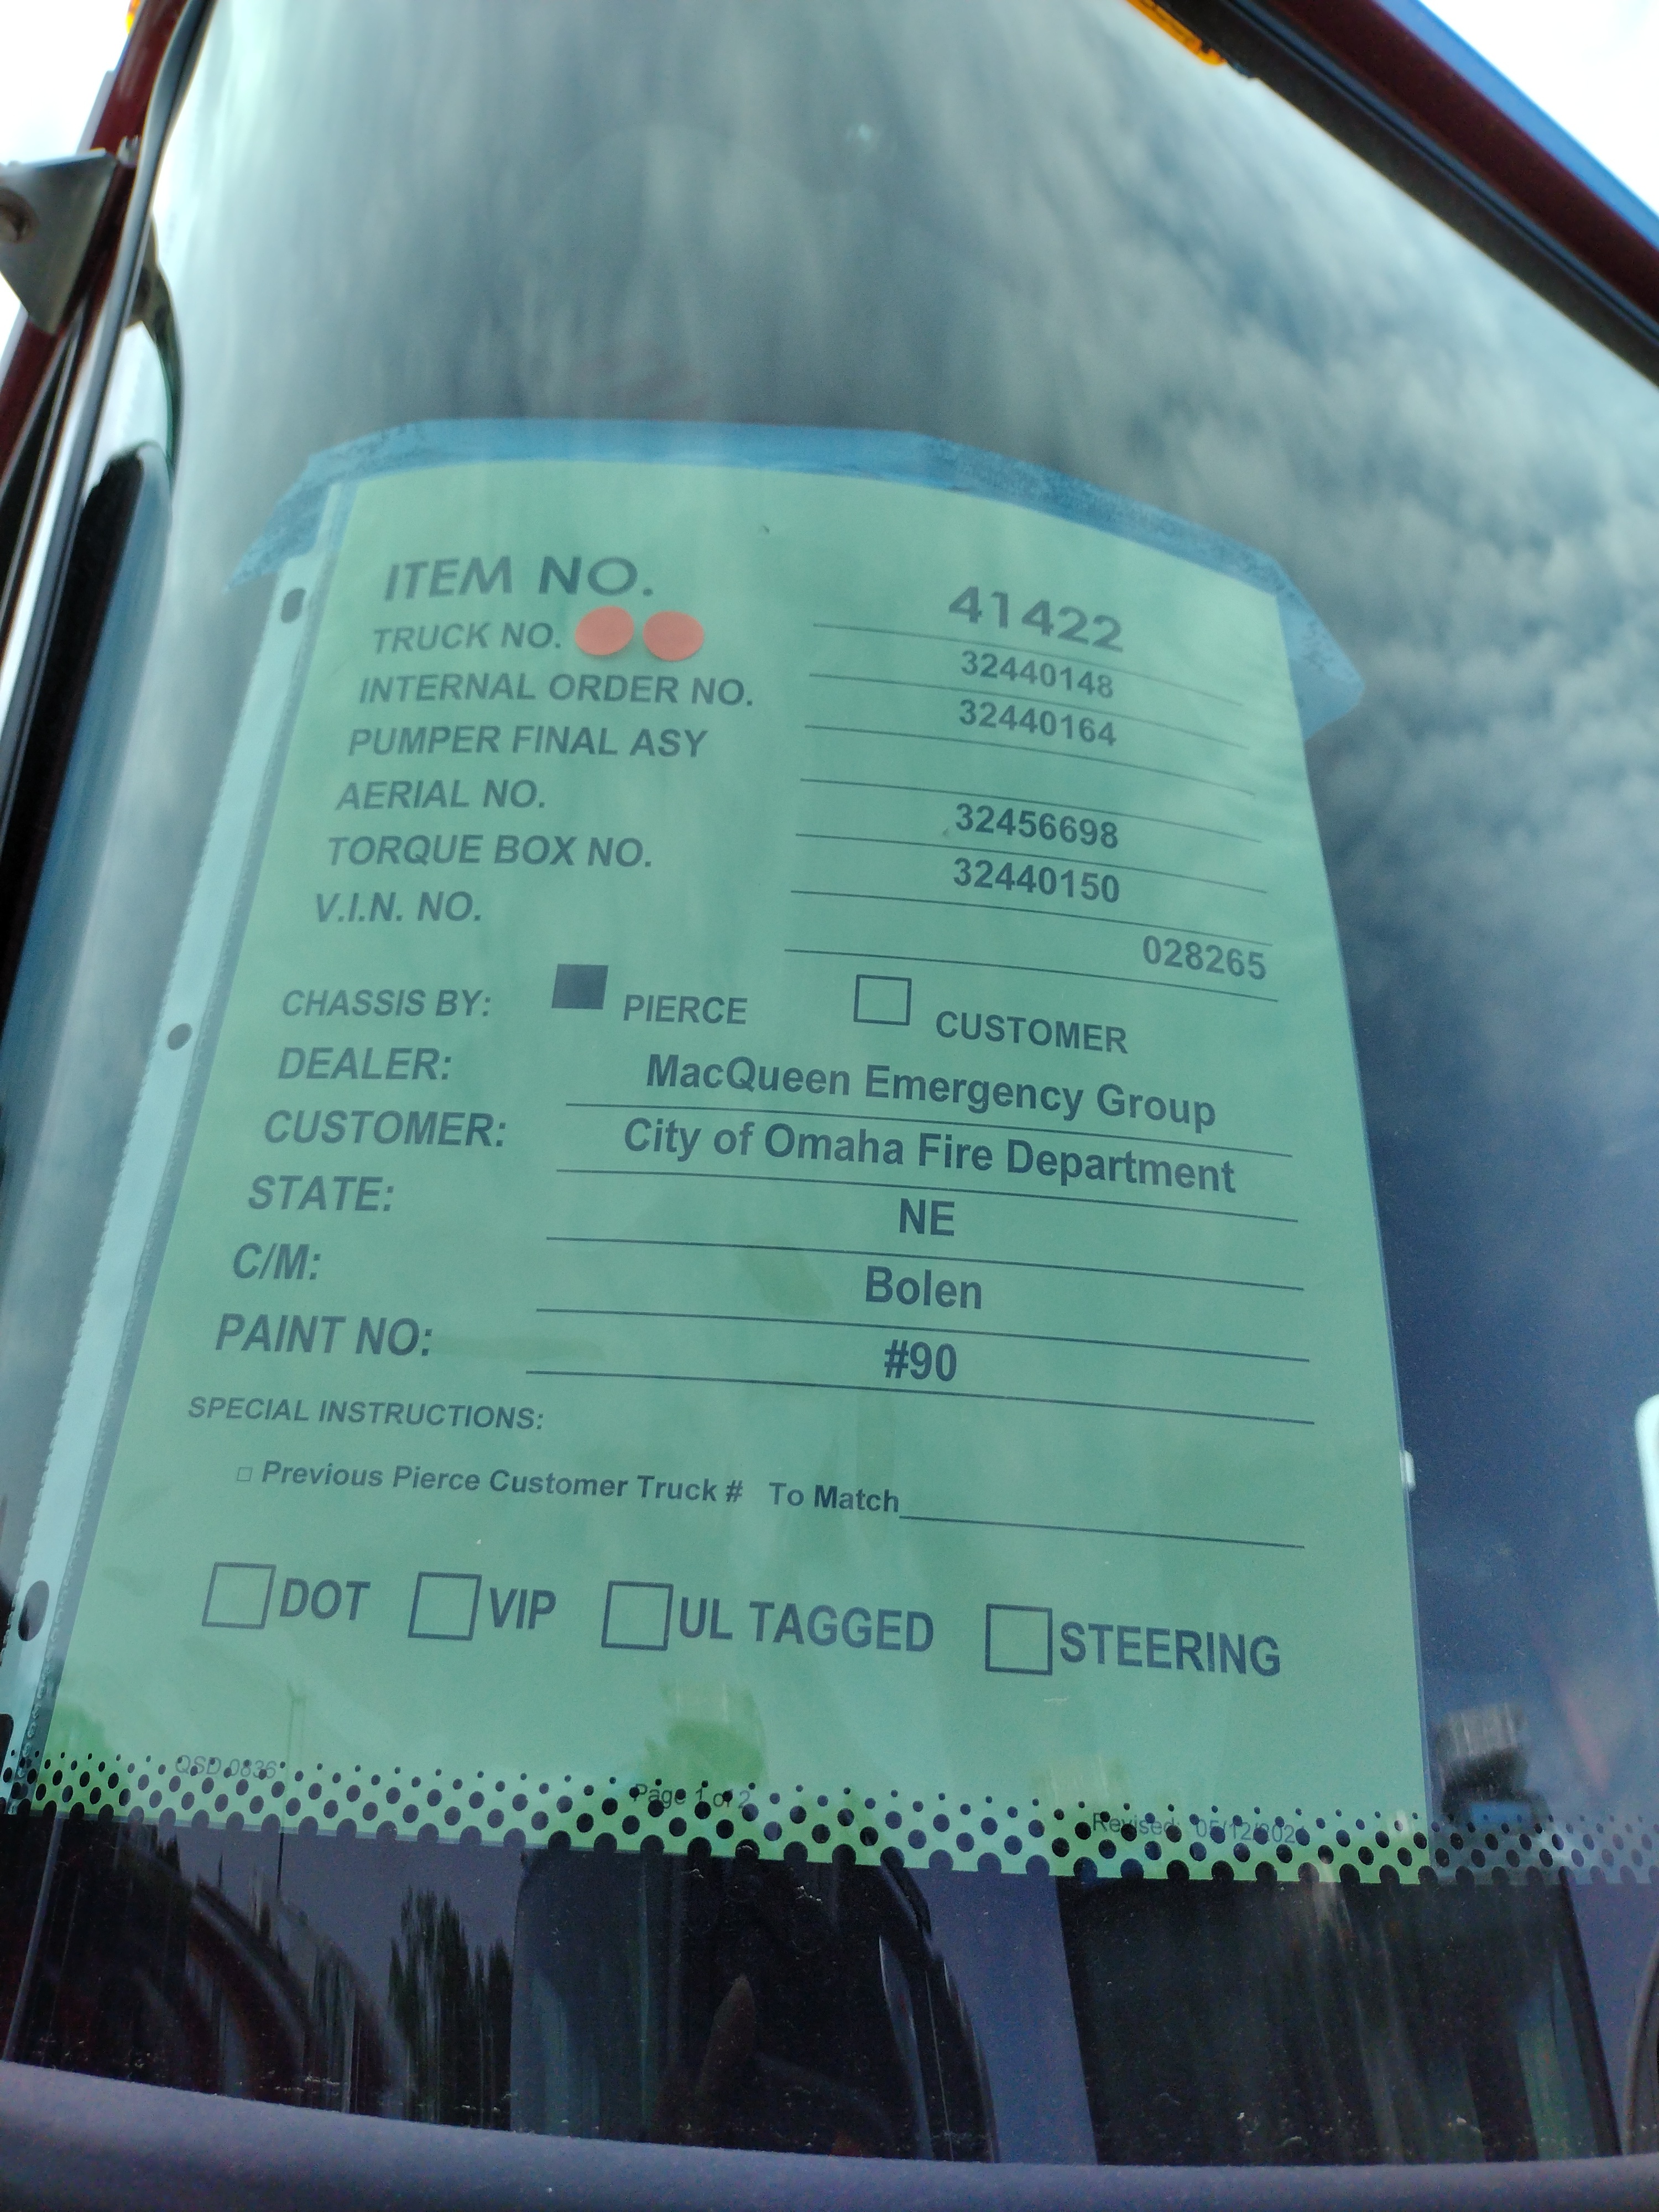 ITEM NO. 41422
TRUCK NO. 32440148
INTERNAL ORDER NO. 32440164
PUMPER FINAL ASY
AERIAL NO. 32456698
TORQUE BOX NO. 32440150
V.I.N. NO. 028265
CHASSIS BY: PIERCE CUSTOMER
DEALER: MacQueen Emergency Group
CUSTOMER: City of Omaha Fire Department
STATE: NE
C/M: Bolen
PAINT NO: #90
SPECIAL INSTRUCTIONS:
Previous Pierce Customer Truck # To Match
DOT VIP UL TAGGED STEERING
QSD 0836 Page 1 of 2 Revised: